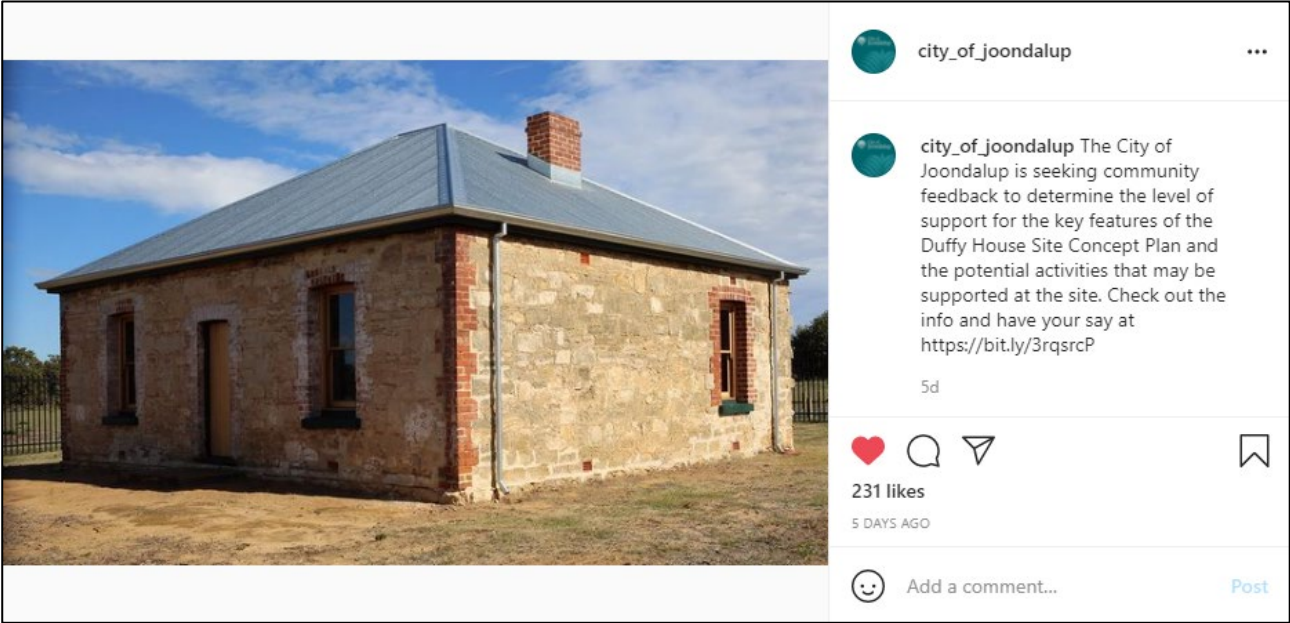 city_of_joondalup
city_of_joondalup The City of
Joondalup is seeking community
feedback to determine the level of
support for the key features of the
Duffy House Site Concept Plan and
the potential activities that may be
supported at the site. Check out the
info and have your say at
https://bit.ly/3rqsrcP
5d
231 likes
5 DAYS AGO
Add a comment... Post